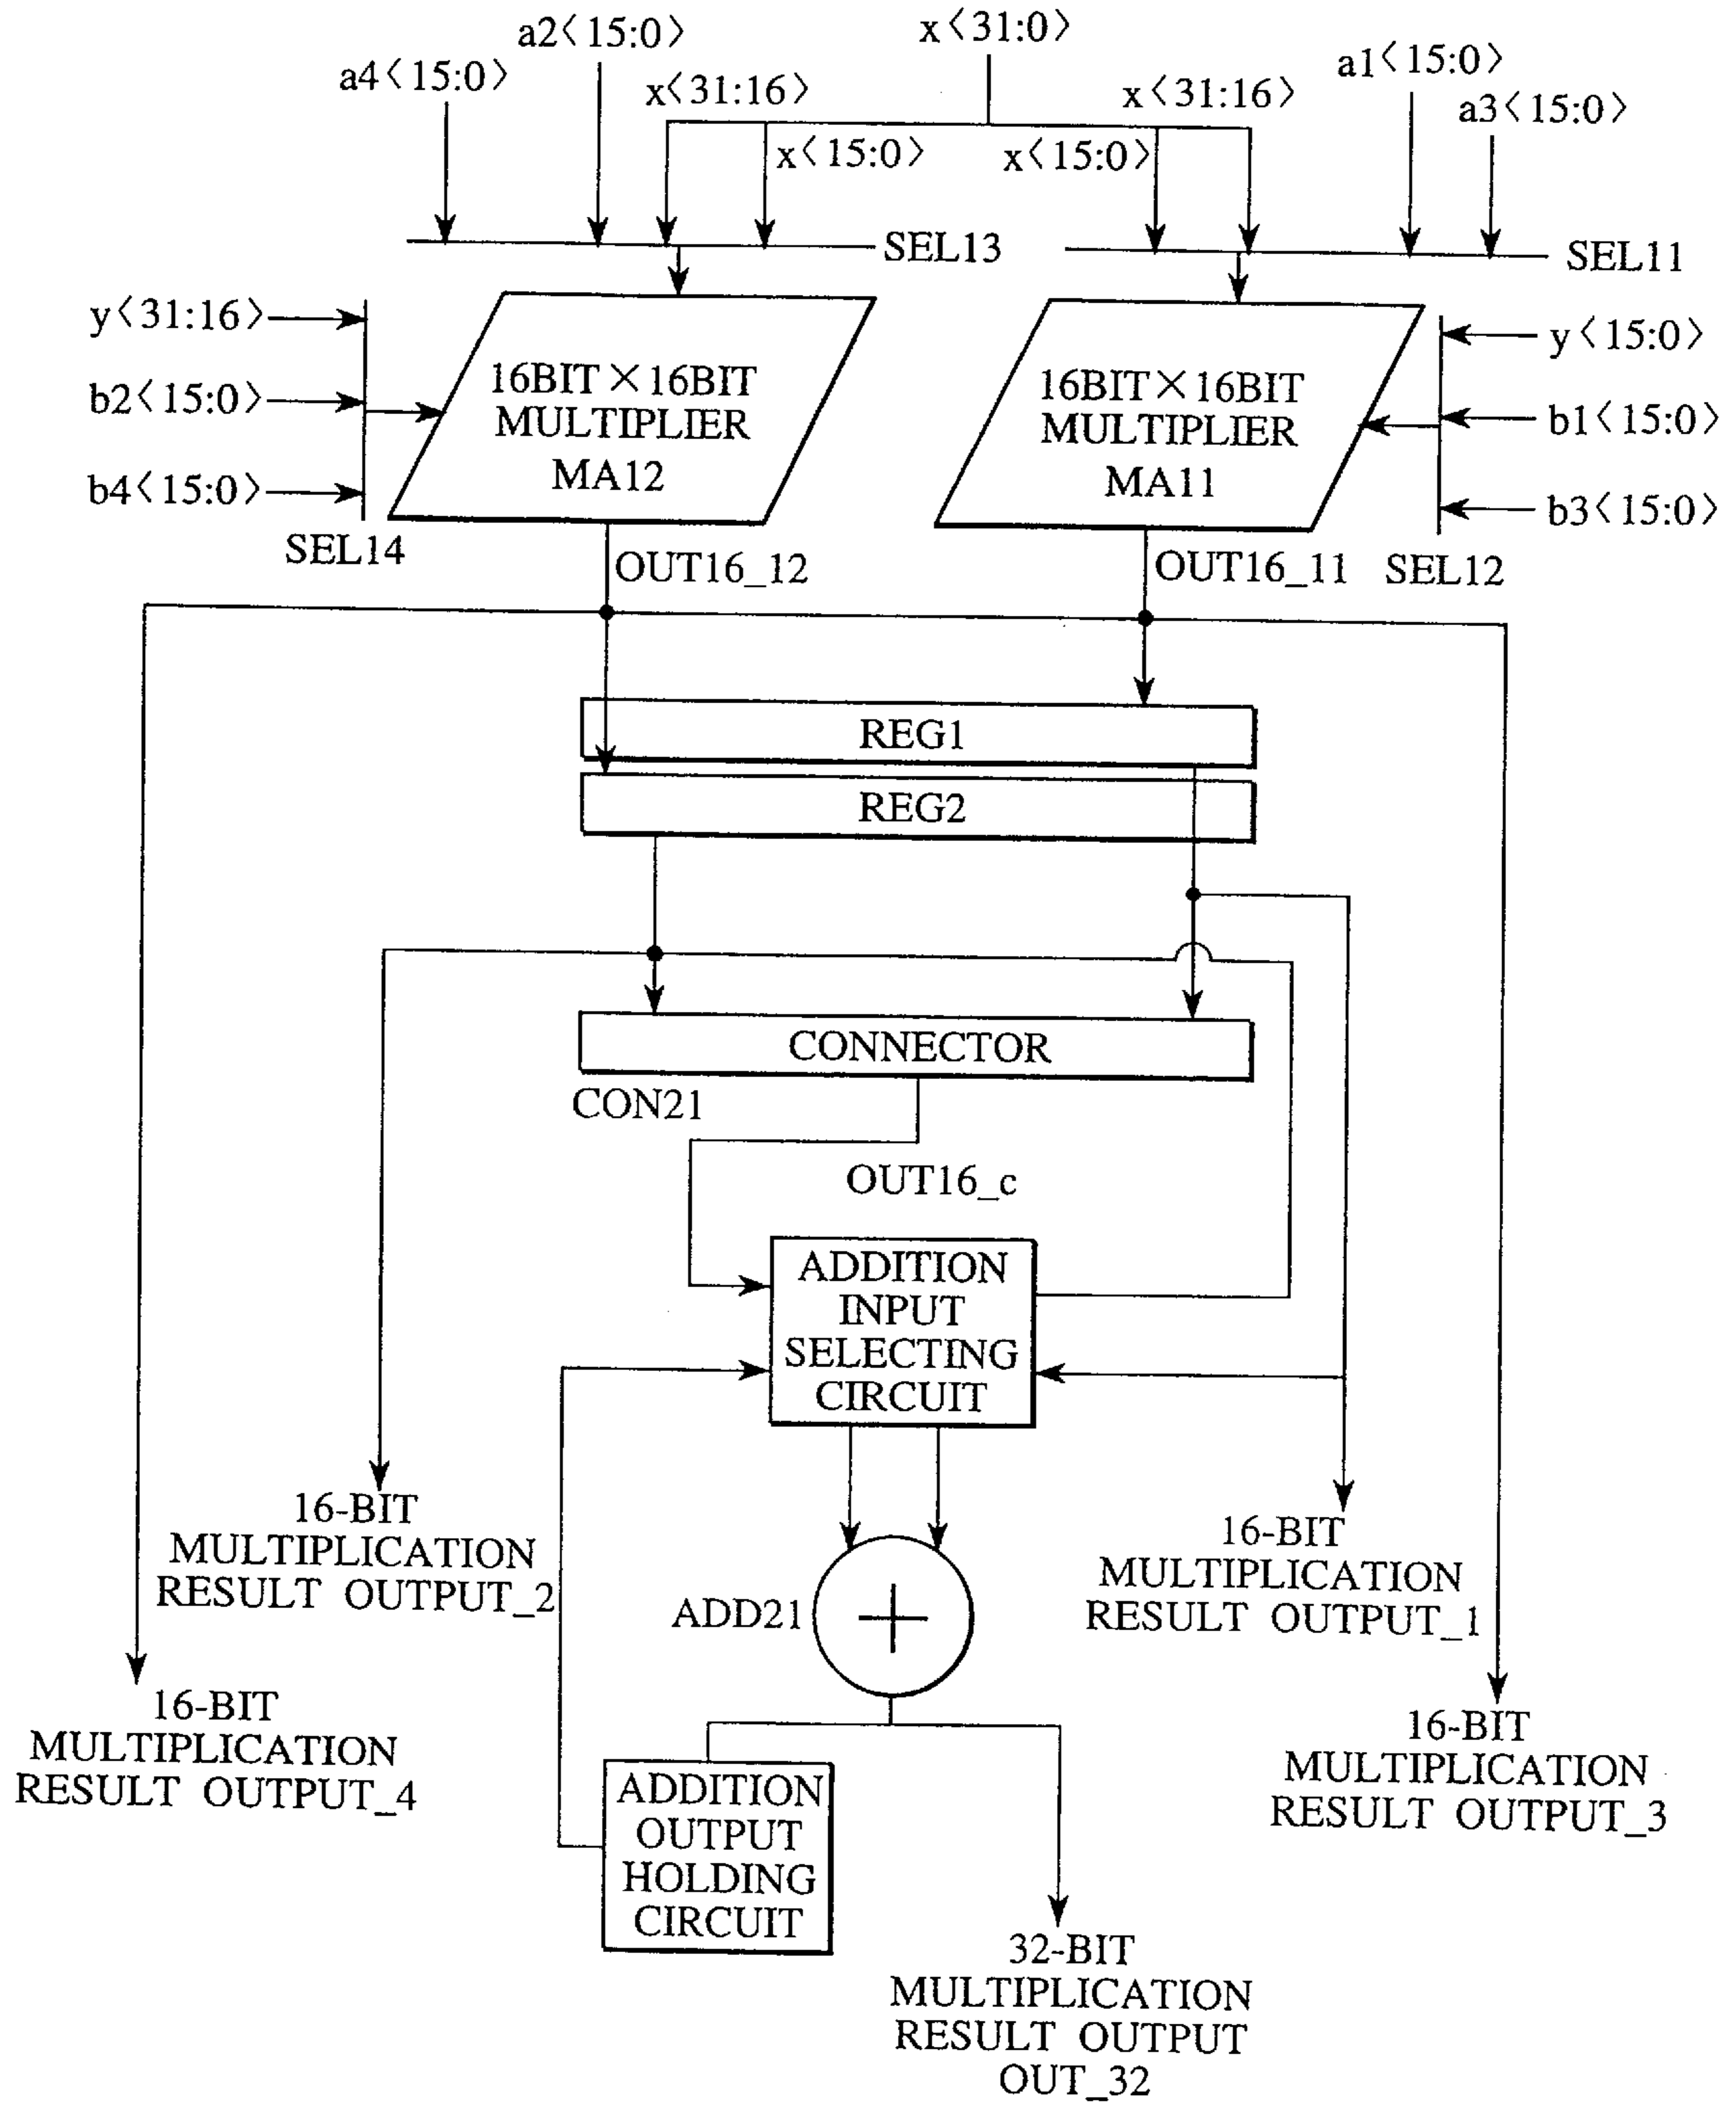 a2〈15:0〉
x〈31:0〉
a4〈15:0〉
a1〈15:0〉
x〈31:16〉
x〈31:16〉
a3〈15:0〉
x〈15:0〉
x〈15:0〉
SEL13
SEL11
y〈31:16〉
y〈15:0〉
16BIT×16BIT
MULTIPLIER
MA12
16BIT×16BIT
MULTIPLIER
MA11
b2〈15:0〉
b1〈15:0〉
b4〈15:0〉
b3〈15:0〉
SEL14
OUT16_12
OUT16_11
SEL12
REG1
REG2
CONNECTOR
CON21
OUT16_c
ADDITION
INPUT
SELECTING
CIRCUIT
16-BIT
MULTIPLICATION
RESULT OUTPUT_2
16-BIT
MULTIPLICATION
RESULT OUTPUT_1
ADD21
+
16-BIT
MULTIPLICATION
RESULT OUTPUT_4
16-BIT
MULTIPLICATION
RESULT OUTPUT_3
ADDITION
OUTPUT
HOLDING
CIRCUIT
32-BIT
MULTIPLICATION
RESULT OUTPUT
OUT_32